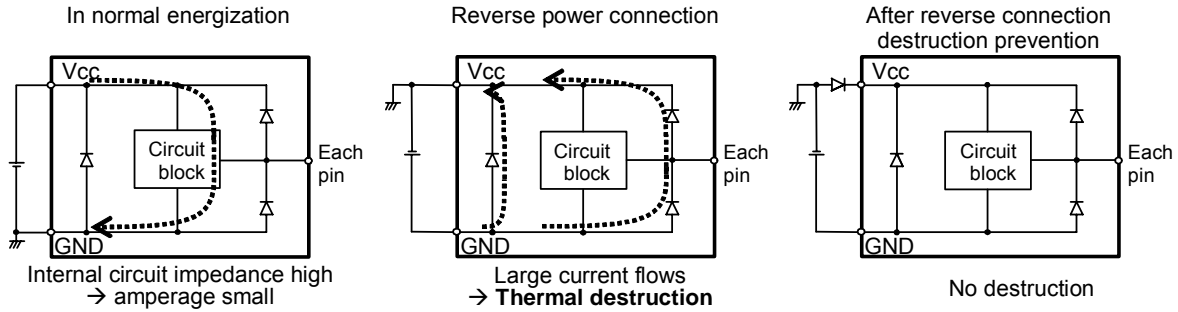 In normal energization
Vcc
Circuit
block
Each
pin
GND
Internal circuit impedance high
→ amperage small
Reverse power connection
Vcc
Circuit
block
Each
pin
GND
Large current flows
→ Thermal destruction
After reverse connection
destruction prevention
Vcc
Circuit
block
Each
pin
GND
No destruction